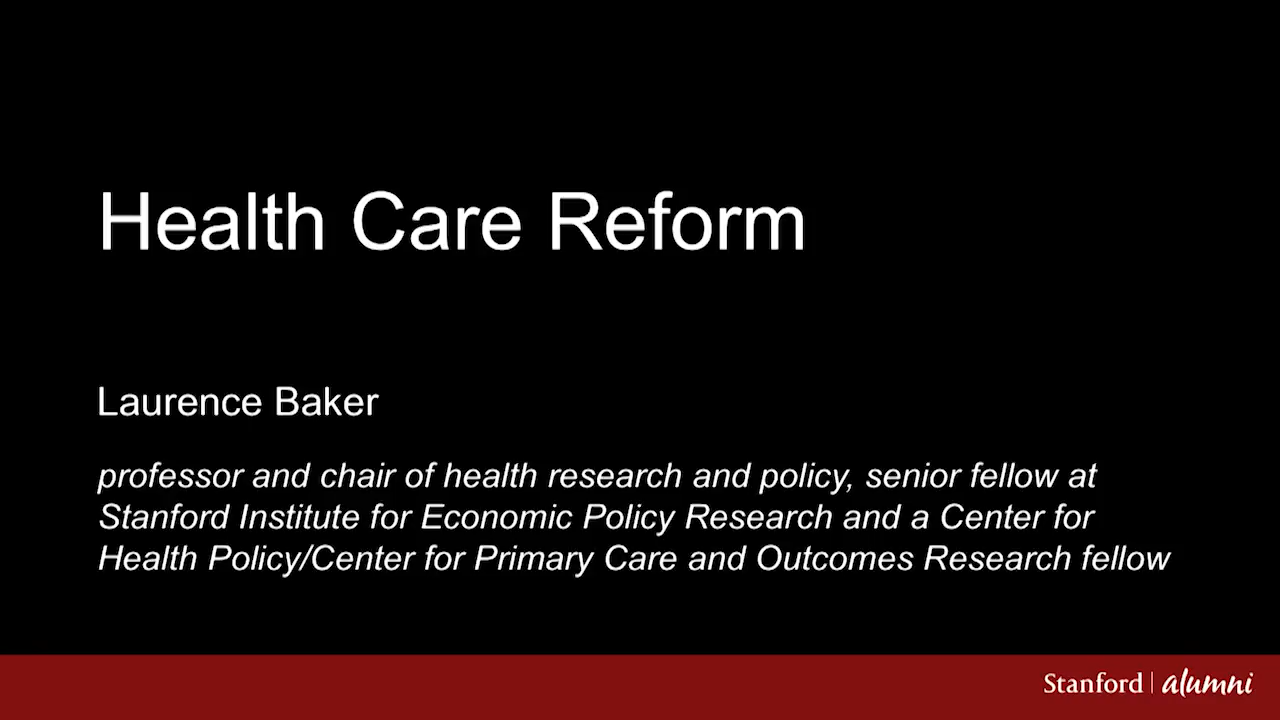 Health Care Reform
Laurence Baker
professor and chair of health research and policy, senior fellow at
Stanford Institute for Economic Policy Research and a Center for
Health Policy/Center for Primary Care and Outcomes Research fellow
Stanford | alumni